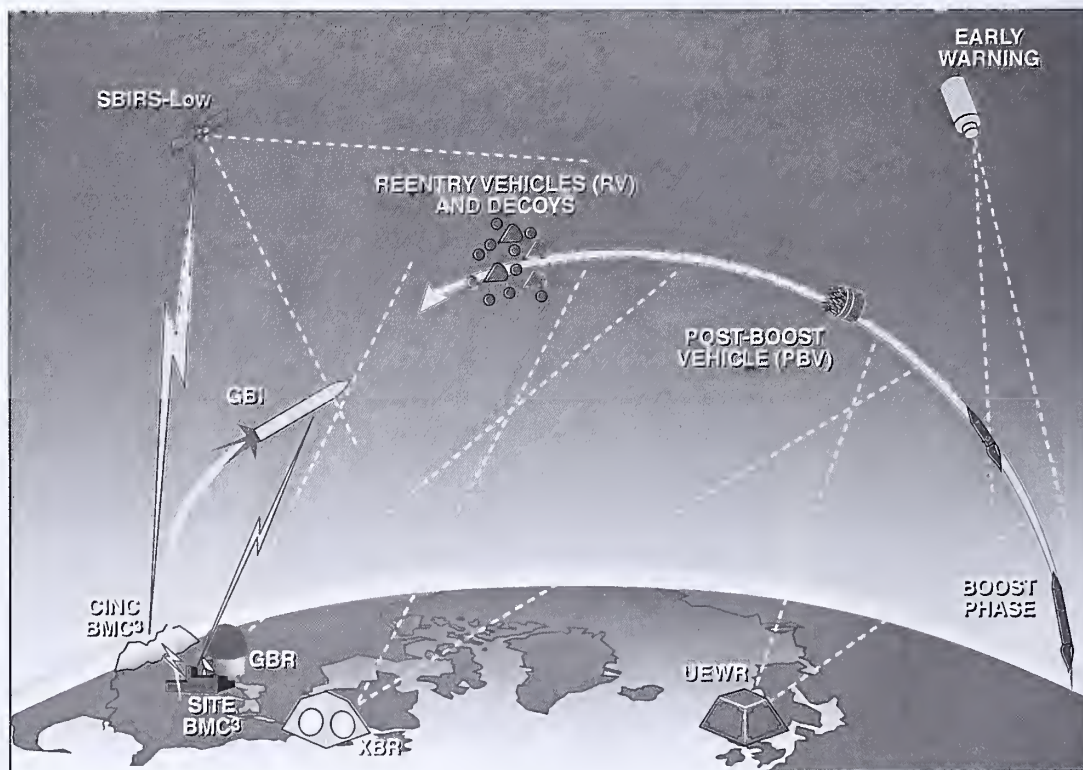 EARLY
WARNING
SBIRS-Low
REENTRY VEHICLES (RV)
AND DECOYS
POST-BOOST
VEHICLE (PBV)
GBI
BOOST
PHASE
CINC
BMC³
GBR
UEWR
SITE
BMC³
XBR